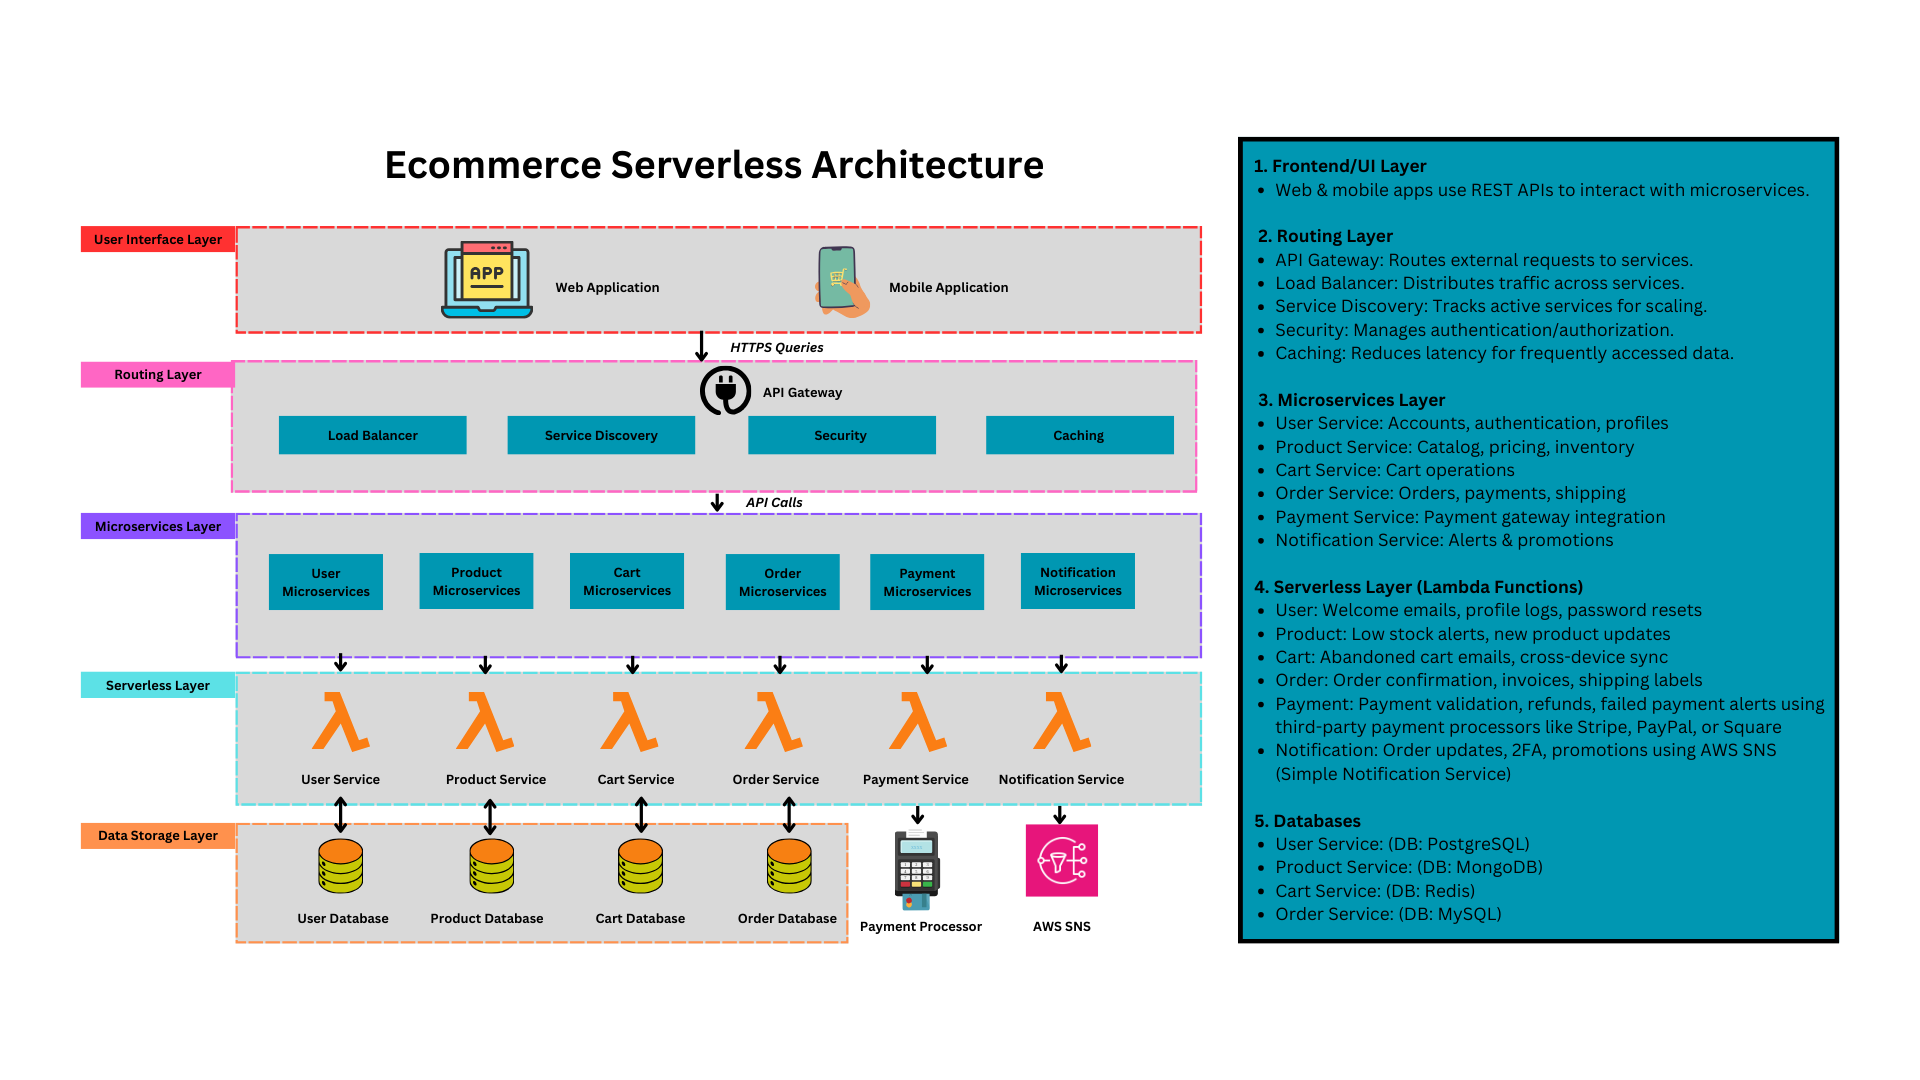 Ecommerce Serverless Architecture
User Interface Layer
APP
Web Application
Mobile Application
HTTPS Queries
Routing Layer
API Gateway
Load Balancer
Service Discovery
Security
Caching
API Calls
Microservices Layer
User
Microservices
Product
Microservices
Cart
Microservices
Order
Microservices
Payment
Microservices
Notification
Microservices
Serverless Layer
User Service
Product Service
Cart Service
Order Service
Payment Service
Notification Service
Data Storage Layer
User Database
Product Database
Cart Database
Order Database
Payment Processor
AWS SNS
1. Frontend/UI Layer
• Web & mobile apps use REST APIs to interact with microservices.
2. Routing Layer
• API Gateway: Routes external requests to services.
• Load Balancer: Distributes traffic across services.
• Service Discovery: Tracks active services for scaling.
• Security: Manages authentication/authorization.
• Caching: Reduces latency for frequently accessed data.
3. Microservices Layer
• User Service: Accounts, authentication, profiles
• Product Service: Catalog, pricing, inventory
• Cart Service: Cart operations
• Order Service: Orders, payments, shipping
• Payment Service: Payment gateway integration
• Notification Service: Alerts & promotions
4. Serverless Layer (Lambda Functions)
• User: Welcome emails, profile logs, password resets
• Product: Low stock alerts, new product updates
• Cart: Abandoned cart emails, cross-device sync
• Order: Order confirmation, invoices, shipping labels
• Payment: Payment validation, refunds, failed payment alerts using
third-party payment processors like Stripe, PayPal, or Square
• Notification: Order updates, 2FA, promotions using AWS SNS
(Simple Notification Service)
5. Databases
• User Service: (DB: PostgreSQL)
• Product Service: (DB: MongoDB)
• Cart Service: (DB: Redis)
• Order Service: (DB: MySQL)